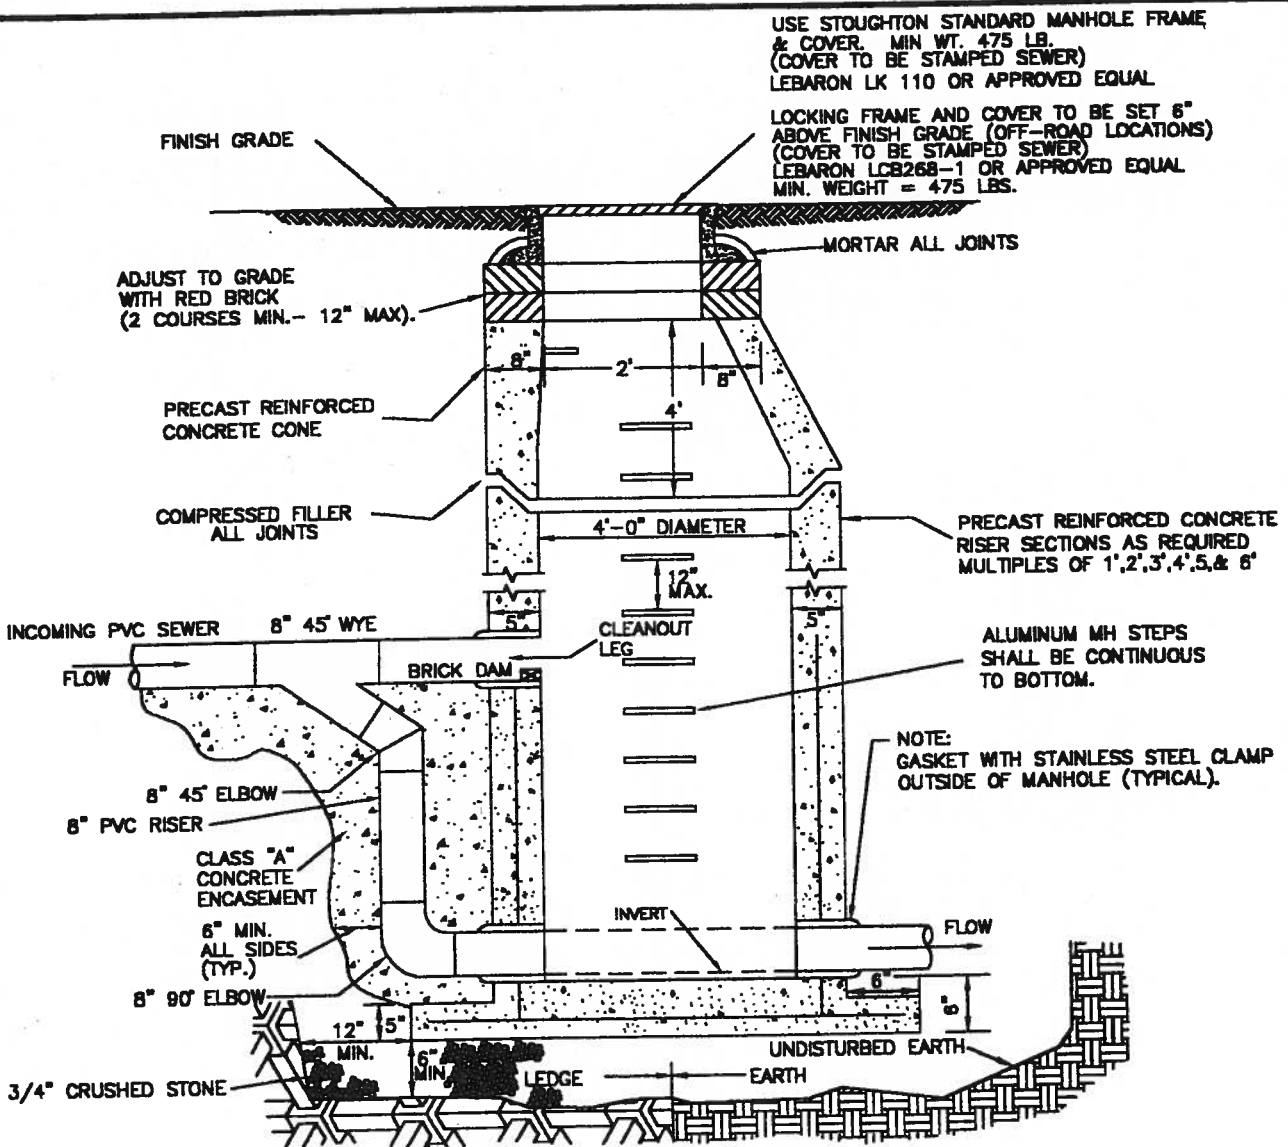 USE STOUGHTON STANDARD MANHOLE FRAME
& COVER. MIN WT. 475 LB.
(COVER TO BE STAMPED SEWER)
LEBARON LK 110 OR APPROVED EQUAL
LOCKING FRAME AND COVER TO BE SET 6"
ABOVE FINISH GRADE (OFF-ROAD LOCATIONS)
(COVER TO BE STAMPED SEWER)
LEBARON LCB268-1 OR APPROVED EQUAL
MIN. WEIGHT = 475 LBS.
FINISH GRADE
MORTAR ALL JOINTS
ADJUST TO GRADE
WITH RED BRICK
(2 COURSES MIN.- 12" MAX).
8"
2'
8"
4'
PRECAST REINFORCED
CONCRETE CONE
COMPRESSED FILLER
ALL JOINTS
4'-0" DIAMETER
PRECAST REINFORCED CONCRETE
RISER SECTIONS AS REQUIRED
MULTIPLES OF 1',2',3',4',5,& 6'
12"
MAX.
5"
5"
INCOMING PVC SEWER
8" 45° WYE
CLEANOUT
LEG
FLOW
BRICK DAM
ALUMINUM MH STEPS
SHALL BE CONTINUOUS
TO BOTTOM.
NOTE:
GASKET WITH STAINLESS STEEL CLAMP
OUTSIDE OF MANHOLE (TYPICAL).
8" 45° ELBOW
8" PVC RISER
CLASS "A"
CONCRETE
ENCASEMENT
6" MIN.
ALL SIDES
(TYP.)
INVERT
FLOW
8" 90° ELBOW
6"
6"
12"
MIN.
5"
6"
MIN
UNDISTURBED EARTH
3/4" CRUSHED STONE
LEDGE
EARTH